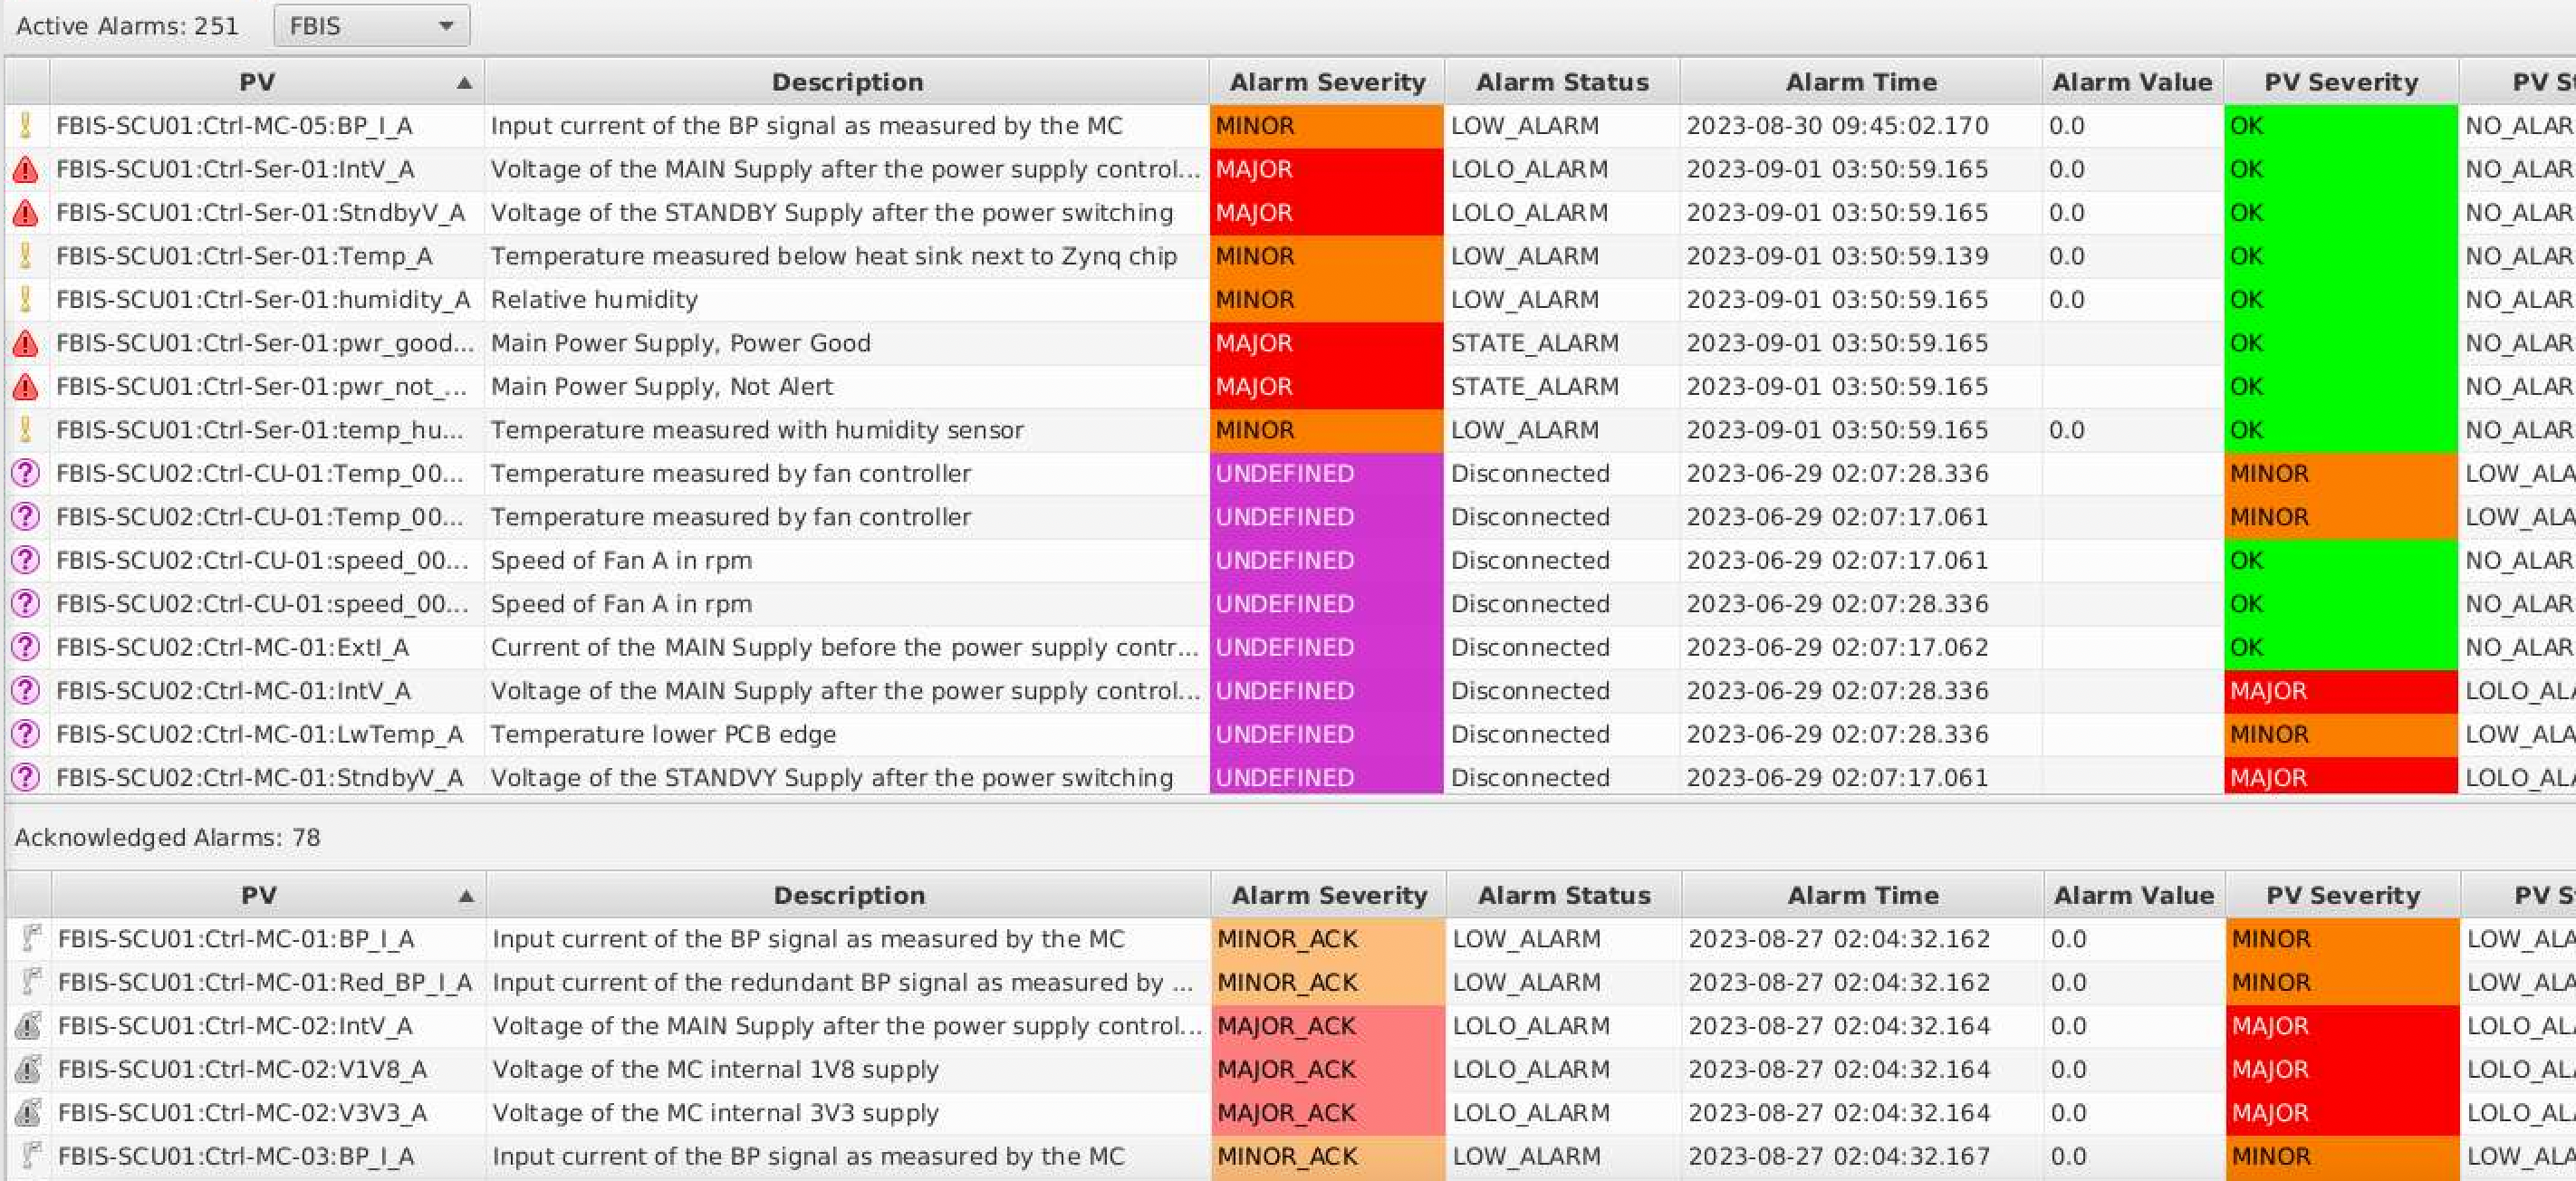 Active Alarms: 251 FBIS
PV Description Alarm Severity Alarm Status Alarm Time Alarm Value PV Severity PV St
FBIS-SCU01:Ctrl-MC-05:BP_I_A Input current of the BP signal as measured by the MC MINOR LOW_ALARM 2023-08-30 09:45:02.170 0.0 OK NO_ALAR
FBIS-SCU01:Ctrl-Ser-01:IntV_A Voltage of the MAIN Supply after the power supply control... MAJOR LOLO_ALARM 2023-09-01 03:50:59.165 0.0 OK NO_ALAR
FBIS-SCU01:Ctrl-Ser-01:StndbyV_A Voltage of the STANDBY Supply after the power switching MAJOR LOLO_ALARM 2023-09-01 03:50:59.165 0.0 OK NO_ALAR
FBIS-SCU01:Ctrl-Ser-01:Temp_A Temperature measured below heat sink next to Zynq chip MINOR LOW_ALARM 2023-09-01 03:50:59.139 0.0 OK NO_ALAR
FBIS-SCU01:Ctrl-Ser-01:humidity_A Relative humidity MINOR LOW_ALARM 2023-09-01 03:50:59.165 0.0 OK NO_ALAR
FBIS-SCU01:Ctrl-Ser-01:pwr_good... Main Power Supply, Power Good MAJOR STATE_ALARM 2023-09-01 03:50:59.165 OK NO_ALAR
FBIS-SCU01:Ctrl-Ser-01:pwr_not_... Main Power Supply, Not Alert MAJOR STATE_ALARM 2023-09-01 03:50:59.165 OK NO_ALAR
FBIS-SCU01:Ctrl-Ser-01:temp_hu... Temperature measured with humidity sensor MINOR LOW_ALARM 2023-09-01 03:50:59.165 0.0 OK NO_ALAR
FBIS-SCU02:Ctrl-CU-01:Temp_00... Temperature measured by fan controller UNDEFINED Disconnected 2023-06-29 02:07:28.336 MINOR LOW_ALA
FBIS-SCU02:Ctrl-CU-01:Temp_00... Temperature measured by fan controller UNDEFINED Disconnected 2023-06-29 02:07:17.061 MINOR LOW_ALA
FBIS-SCU02:Ctrl-CU-01:speed_00... Speed of Fan A in rpm UNDEFINED Disconnected 2023-06-29 02:07:17.061 OK NO_ALAR
FBIS-SCU02:Ctrl-CU-01:speed_00... Speed of Fan A in rpm UNDEFINED Disconnected 2023-06-29 02:07:28.336 OK NO_ALAR
FBIS-SCU02:Ctrl-MC-01:ExtI_A Current of the MAIN Supply before the power supply contr... UNDEFINED Disconnected 2023-06-29 02:07:17.062 OK NO_ALAR
FBIS-SCU02:Ctrl-MC-01:IntV_A Voltage of the MAIN Supply after the power supply control... UNDEFINED Disconnected 2023-06-29 02:07:28.336 MAJOR LOLO_ALA
FBIS-SCU02:Ctrl-MC-01:LwTemp_A Temperature lower PCB edge UNDEFINED Disconnected 2023-06-29 02:07:28.336 MINOR LOW_ALA
FBIS-SCU02:Ctrl-MC-01:StndbyV_A Voltage of the STANDVY Supply after the power switching UNDEFINED Disconnected 2023-06-29 02:07:17.061 MAJOR LOLO_ALA
Acknowledged Alarms: 78
PV Description Alarm Severity Alarm Status Alarm Time Alarm Value PV Severity PV S
FBIS-SCU01:Ctrl-MC-01:BP_I_A Input current of the BP signal as measured by the MC MINOR_ACK LOW_ALARM 2023-08-27 02:04:32.162 0.0 MINOR LOW_ALA
FBIS-SCU01:Ctrl-MC-01:Red_BP_I_A Input current of the redundant BP signal as measured by ... MINOR_ACK LOW_ALARM 2023-08-27 02:04:32.162 0.0 MINOR LOW_ALA
FBIS-SCU01:Ctrl-MC-02:IntV_A Voltage of the MAIN Supply after the power supply control... MAJOR_ACK LOLO_ALARM 2023-08-27 02:04:32.164 0.0 MAJOR LOLO_AL
FBIS-SCU01:Ctrl-MC-02:V1V8_A Voltage of the MC internal 1V8 supply MAJOR_ACK LOLO_ALARM 2023-08-27 02:04:32.164 0.0 MAJOR LOLO_AL
FBIS-SCU01:Ctrl-MC-02:V3V3_A Voltage of the MC internal 3V3 supply MAJOR_ACK LOLO_ALARM 2023-08-27 02:04:32.164 0.0 MAJOR LOLO_AL
FBIS-SCU01:Ctrl-MC-03:BP_I_A Input current of the BP signal as measured by the MC MINOR_ACK LOW_ALARM 2023-08-27 02:04:32.167 0.0 MINOR LOW_ALA